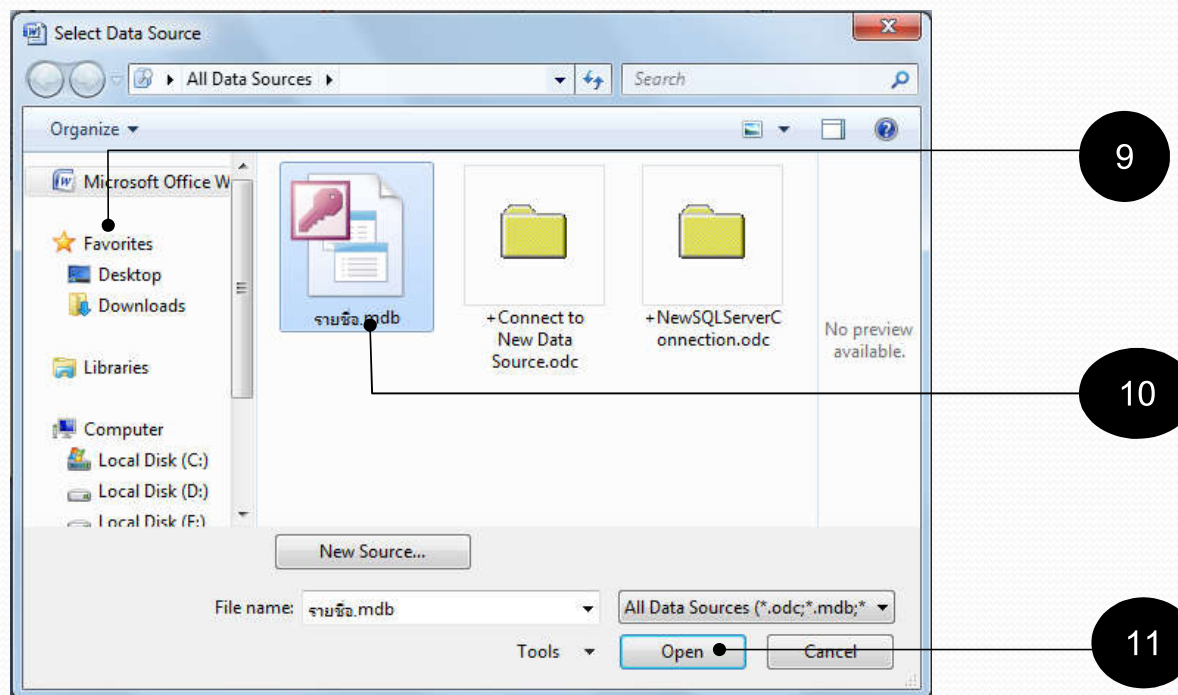 Select Data Source
All Data Sources
Search
Organize
9
Microsoft Office W
Favorites
Desktop
Downloads
Libraries
Computer
Local Disk (C:)
Local Disk (D:)
Local Disk (E:)
รายชื่อ.mdb
+Connect to
New Data
Source.odc
+NewSQLServerC
onnection.odc
No preview
available.
10
New Source...
File name: รายชื่อ.mdb
All Data Sources (*.odc;*.mdb;*
Tools
Open
Cancel
11